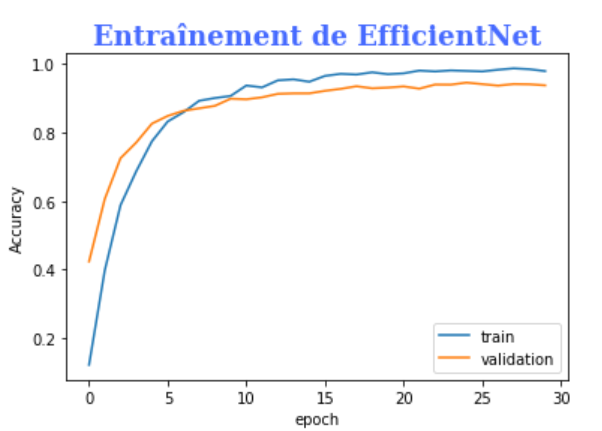 Entraînement de EfficientNet
1.0
0.8
0.6
0.4
0.2
Accuracy
train
validation
0 5 10 15 20 25 30
epoch